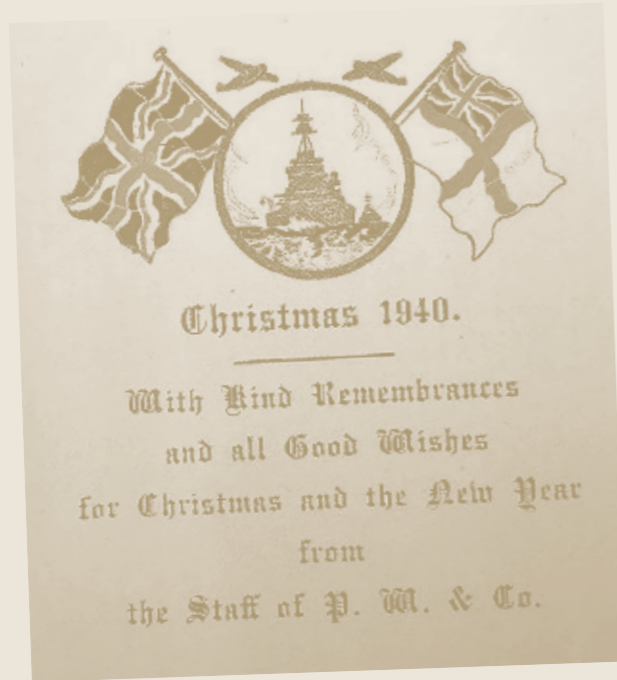 Christmas 1940.
With Kind Remembrances
and all Good Wishes
for Christmas and the New Year
from
the Staff of P. W. & Co.